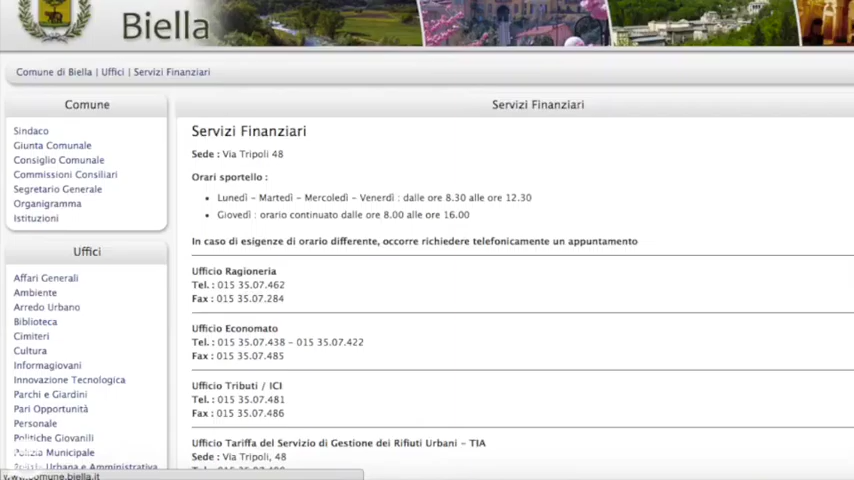 Biella
Comune di Biella | Uffici | Servizi Finanziari
Comune
Sindaco
Giunta Comunale
Consiglio Comunale
Commissioni Consiliari
Segretario Generale
Organigramma
Istituzioni
Uffici
Affari Generali
Ambiente
Arredo Urbano
Biblioteca
Cimiteri
Cultura
Informagiovani
Innovazione Tecnologica
Parchi e Giardini
Pari Opportunità
Personale
Politiche Giovanili
Polizia Municipale
Urbana e Amministrativa
www.comune.biella.it
Servizi Finanziari
Servizi Finanziari
Sede : Via Tripoli 48
Orari sportello :
• Lunedì - Martedì - Mercoledì - Venerdì : dalle ore 8.30 alle ore 12.30
• Giovedì : orario continuato dalle ore 8.00 alle ore 16.00
In caso di esigenze di orario differente, occorre richiedere telefonicamente un appuntamento
Ufficio Ragioneria
Tel. : 015 35.07.462
Fax : 015 35.07.284
Ufficio Economato
Tel. : 015 35.07.438 - 015 35.07.422
Fax : 015 35.07.485
Ufficio Tributi / ICI
Tel. : 015 35.07.481
Fax : 015 35.07.486
Ufficio Tariffa del Servizio di Gestione dei Rifiuti Urbani - TIA
Sede : Via Tripoli, 48